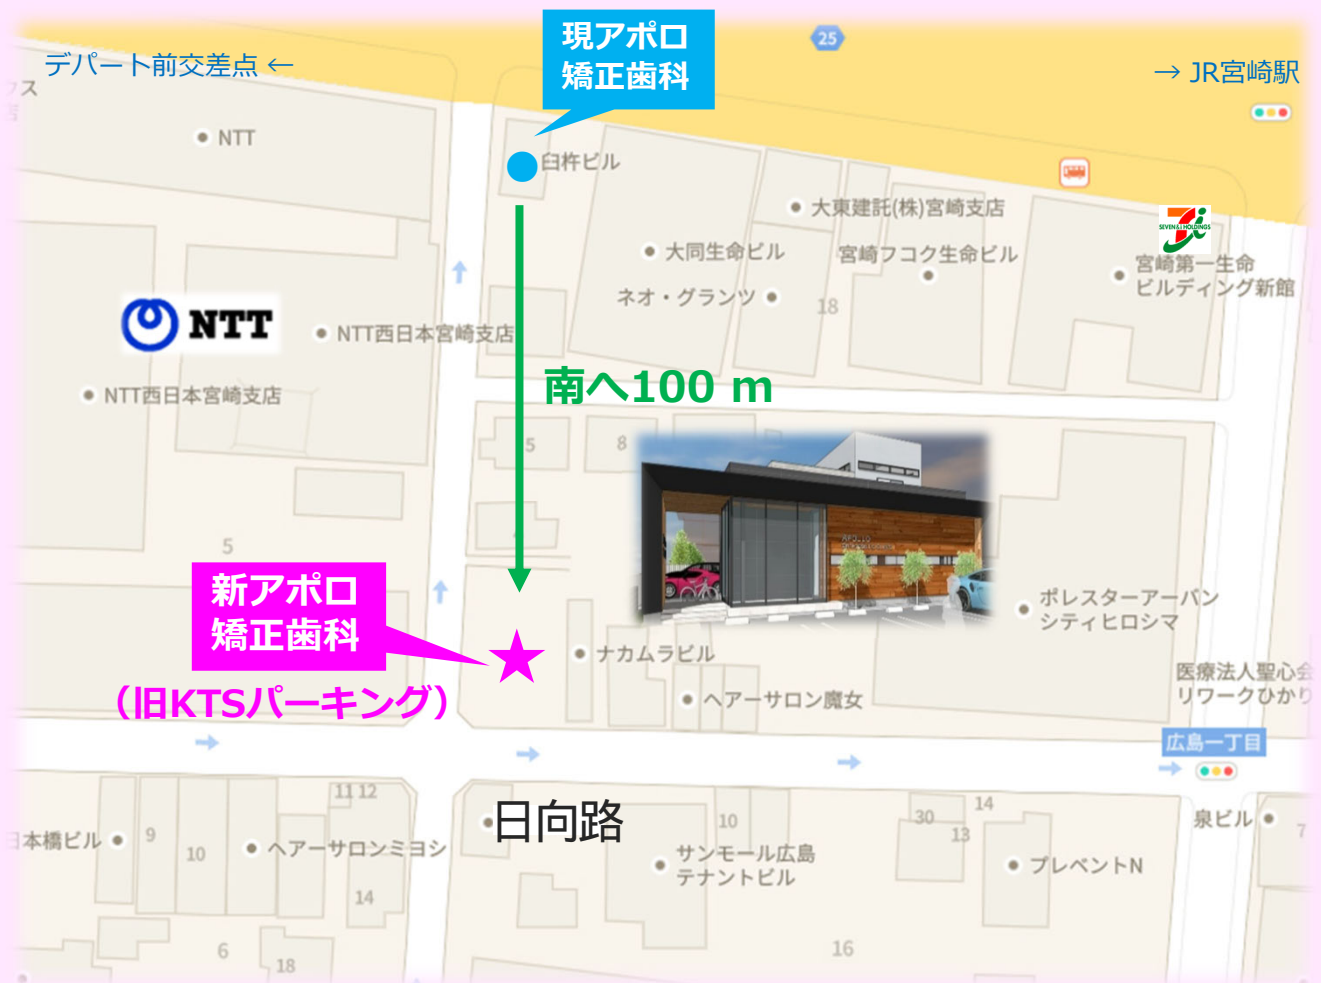 現アポロ
矯正歯科
25
デパート前交差点 ←
→ JR宮崎駅
NTT
臼杵ビル
大東建託(株)宮崎支店
SEVEN&i HOLDINGS
大同生命ビル
宮崎フコク生命ビル
宮崎第一生命
ビルディング新館
ネオ・グランツ
18
NTT
NTT西日本宮崎支店
NTT西日本宮崎支店
南へ100 m
5
8
5
APOLLO
新アポロ
矯正歯科
ポレスターアーバン
シティヒロシマ
ナカムラビル
医療法人聖心会
リワークひかり
（旧KTSパーキング）
ヘアーサロン魔女
広島一丁目
11 12
日向路
10
30
14
13
泉ビル
7
日本橋ビル
9
10
ヘアーサロンミヨシ
サンモール広島
テナントビル
プレベントN
14
6
18
16